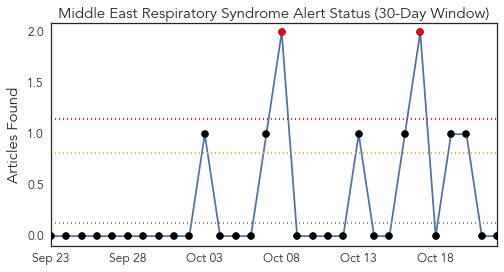 Middle East Respiratory Syndrome Alert Status (30-Day Window)
Articles Found
2.0
1.5
1.0
0.5
0.0
Sep 23 Sep 28 Oct 03 Oct 08 Oct 13 Oct 18